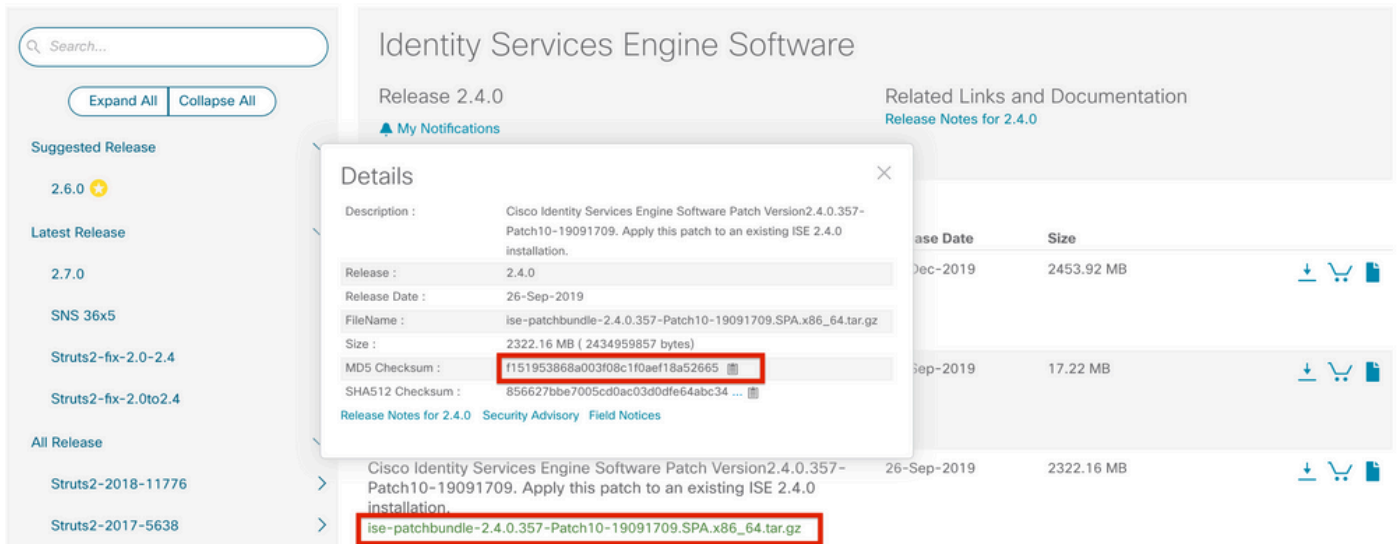 Search...
Expand All
Collapse All
Suggested Release
2.6.0
Latest Release
2.7.0
SNS 36x5
Struts2-fix-2.0-2.4
Struts2-fix-2.0to2.4
All Release
Struts2-2018-11776
Struts2-2017-5638
Identity Services Engine Software
Release 2.4.0
My Notifications
Related Links and Documentation
Release Notes for 2.4.0
Details
Description :
Cisco Identity Services Engine Software Patch Version2.4.0.357-
Patch10-19091709. Apply this patch to an existing ISE 2.4.0
installation.
Release :
2.4.0
Release Date :
26-Sep-2019
FileName :
ise-patchbundle-2.4.0.357-Patch10-19091709.SPA.x86_64.tar.gz
Size :
2322.16 MB ( 2434959857 bytes)
MD5 Checksum :
f151953868a003f08c1f0aef18a52665
SHA512 Checksum :
856627bbe7005cd0ac03d0dfe64abc34 ...
Release Notes for 2.4.0 Security Advisory Field Notices
ase Date
Size
Dec-2019
2453.92 MB
Sep-2019
17.22 MB
Cisco Identity Services Engine Software Patch Version2.4.0.357-
Patch10-19091709. Apply this patch to an existing ISE 2.4.0
installation.
ise-patchbundle-2.4.0.357-Patch10-19091709.SPA.x86_64.tar.gz
26-Sep-2019
2322.16 MB